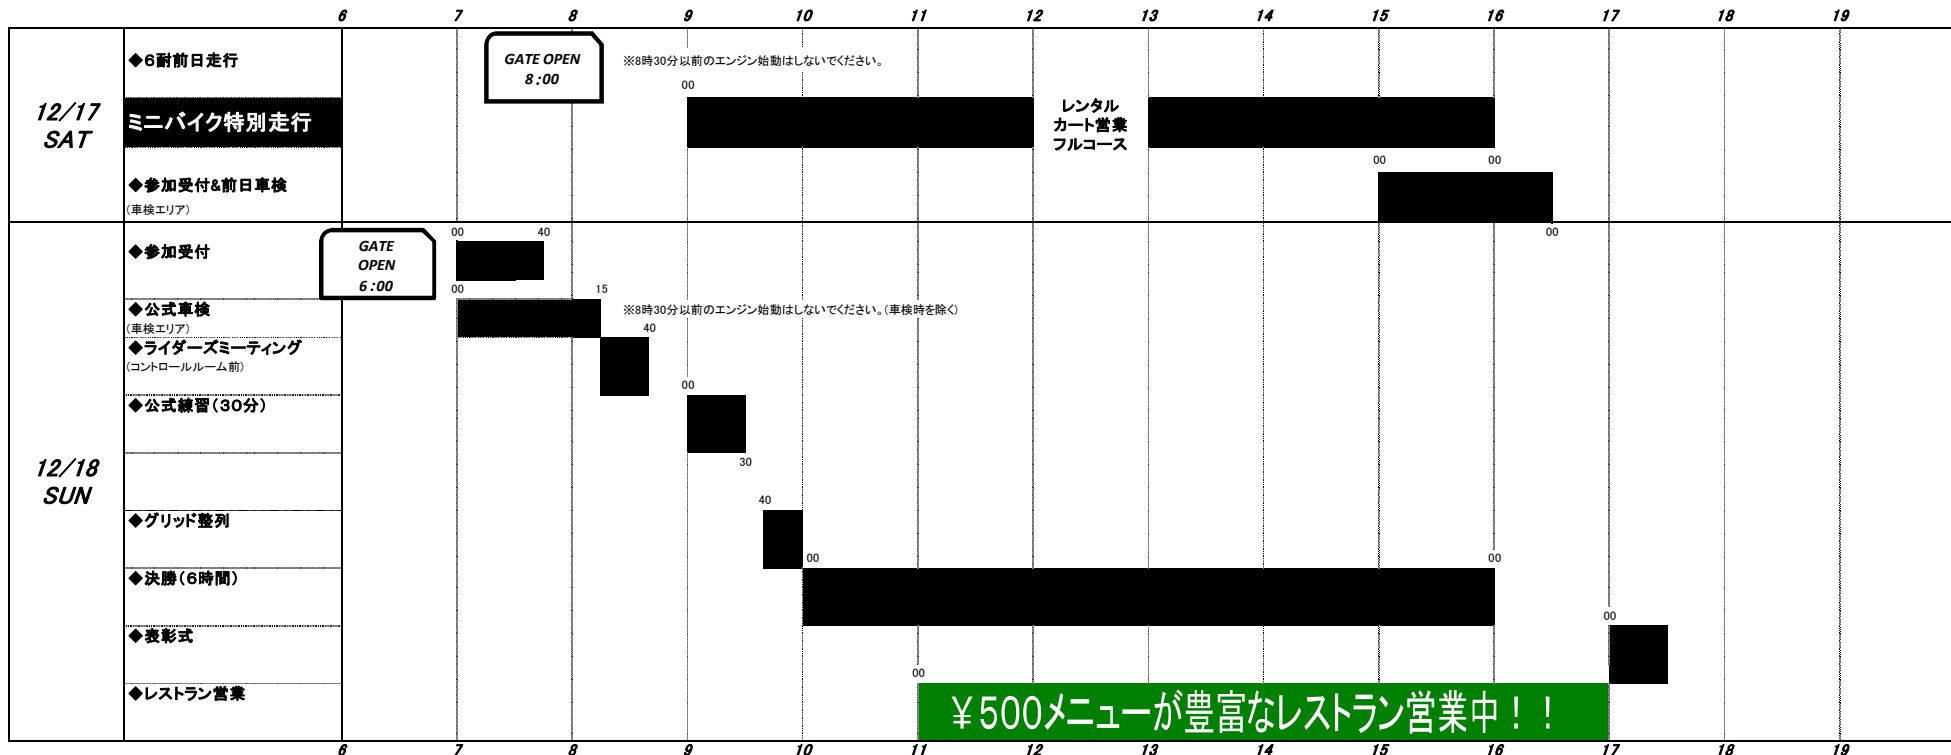 6 7 8 9 10 11 12 13 14 15 16 17 18 19
12/17
SAT
◆6耐前日走行
GATE OPEN
8:00
※8時30分以前のエンジン始動はしないでください。
00
ミニバイク特別走行
レンタル
カート営業
フルコース
00 00
◆参加受付&前日車検
(車検エリア)
00
12/18
SUN
◆参加受付
GATE
OPEN
6:00
00 40
◆公式車検
(車検エリア)
00 15
※8時30分以前のエンジン始動はしないでください。(車検時を除く)
◆ライダーズミーティング
(コントロールルーム前)
40
◆公式練習(30分)
00
30
◆グリッド整列
40
◆決勝(6時間)
00 00
◆表彰式
00
◆レストラン営業
00
¥500メニューが豊富なレストラン営業中!!
6 7 8 9 10 11 12 13 14 15 16 17 18 19